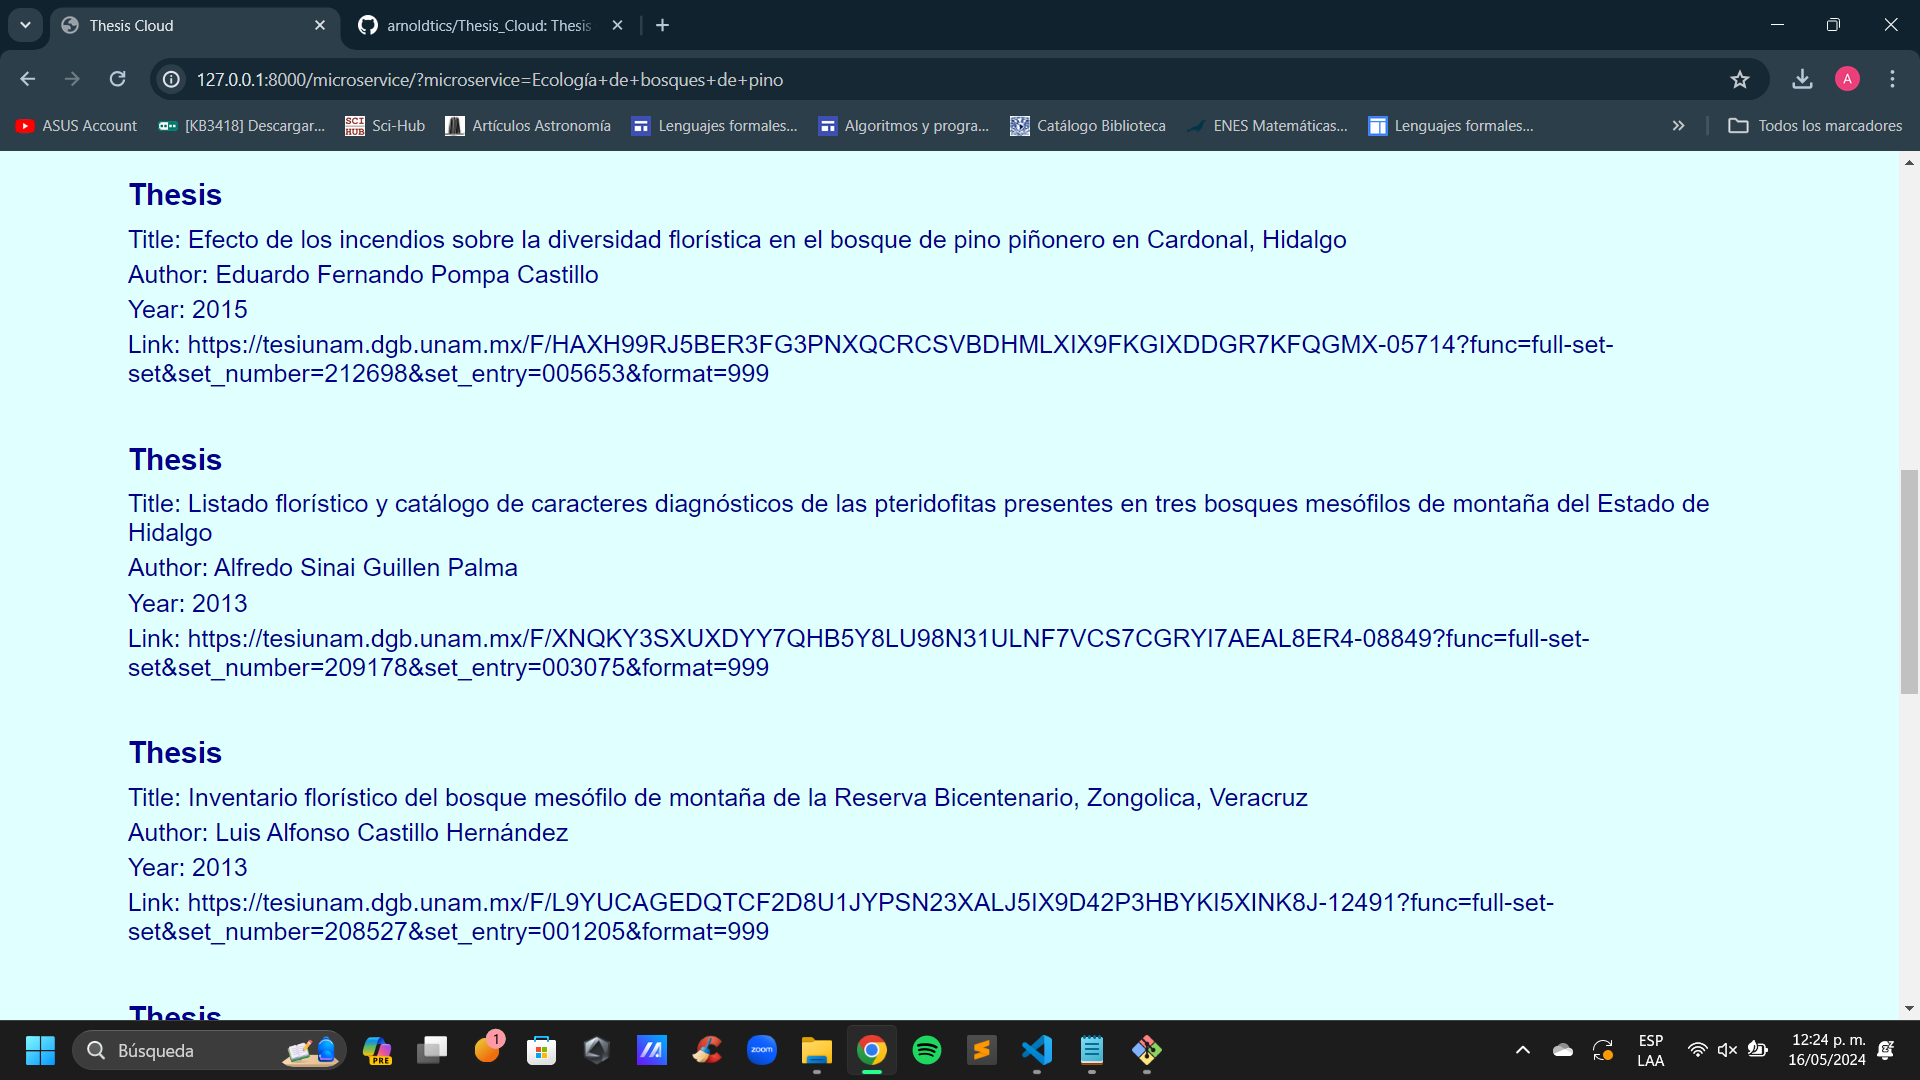 Thesis Cloud
arnoldtics/Thesis_Cloud: Thesis
127.0.0.1:8000/microservice/?microservice=Ecología+de+bosques+de+pino
A
ASUS Account
[KB3418] Descargar...
SCI HUB
Sci-Hub
Artículos Astronomía
Lenguajes formales...
Algoritmos y progra...
Catálogo Biblioteca
ENES Matemáticas...
Lenguajes formales...
Todos los marcadores
Thesis
Title: Efecto de los incendios sobre la diversidad florística en el bosque de pino piñonero en Cardonal, Hidalgo
Author: Eduardo Fernando Pompa Castillo
Year: 2015
Link: https://tesiunam.dgb.unam.mx/F/HAXH99RJ5BER3FG3PNXQCRCSVBDHMLXIX9FKGIXDDGR7KFQGMX-05714?func=full-set-
set&set_number=212698&set_entry=005653&format=999
Thesis
Title: Listado florístico y catálogo de caracteres diagnósticos de las pteridofitas presentes en tres bosques mesófilos de montaña del Estado de
Hidalgo
Author: Alfredo Sinai Guillen Palma
Year: 2013
Link: https://tesiunam.dgb.unam.mx/F/XNQKY3SXUXDYY7QHB5Y8LU98N31ULNF7VCS7CGRYI7AEAL8ER4-08849?func=full-set-
set&set_number=209178&set_entry=003075&format=999
Thesis
Title: Inventario florístico del bosque mesófilo de montaña de la Reserva Bicentenario, Zongolica, Veracruz
Author: Luis Alfonso Castillo Hernández
Year: 2013
Link: https://tesiunam.dgb.unam.mx/F/L9YUCAGEDQTCF2D8U1JYPSN23XALJ5IX9D42P3HBYKI5XINK8J-12491?func=full-set-
set&set_number=208527&set_entry=001205&format=999
Thesis
Búsqueda
PRE
1
zoom
ESP
LAA
12:24 p. m.
16/05/2024